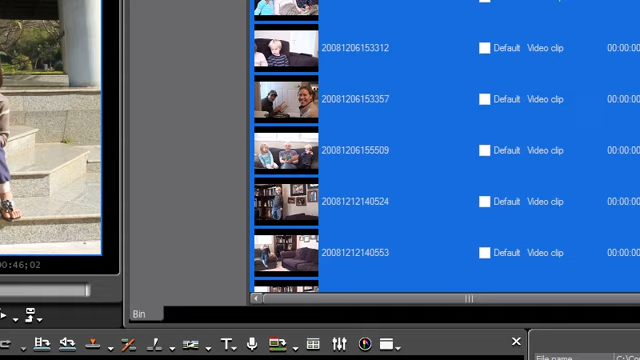 20081206153312 Default Video clip 00:00:00
20081206153357 Default Video clip 00:00:00
20081206155509 Default Video clip 00:00:00
20081212140524 Default Video clip 00:00:00
20081212140553 Default Video clip 00:00:00
00:46;02
Bin
T
File name